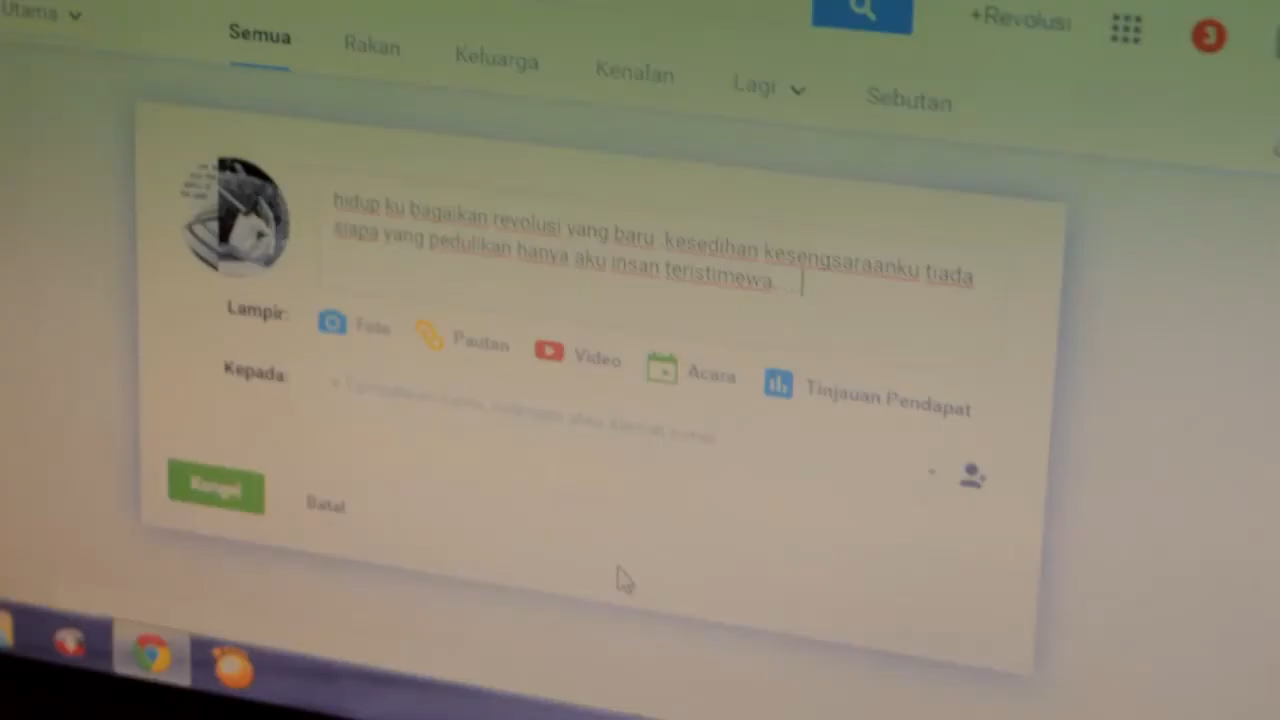 Utama
+Revolusi
3
Semua Rakan Keluarga Kenalan Lagi Sebutan
hidup ku bagaikan revolusi yang baru .kesedihan kesengsaraanku tiada
siapa yang pedulikan hanya aku insan teristimewa.....
Lampir: Foto Pautan Video Acara Tinjauan Pendapat
Kepada:
Kongsi Batal